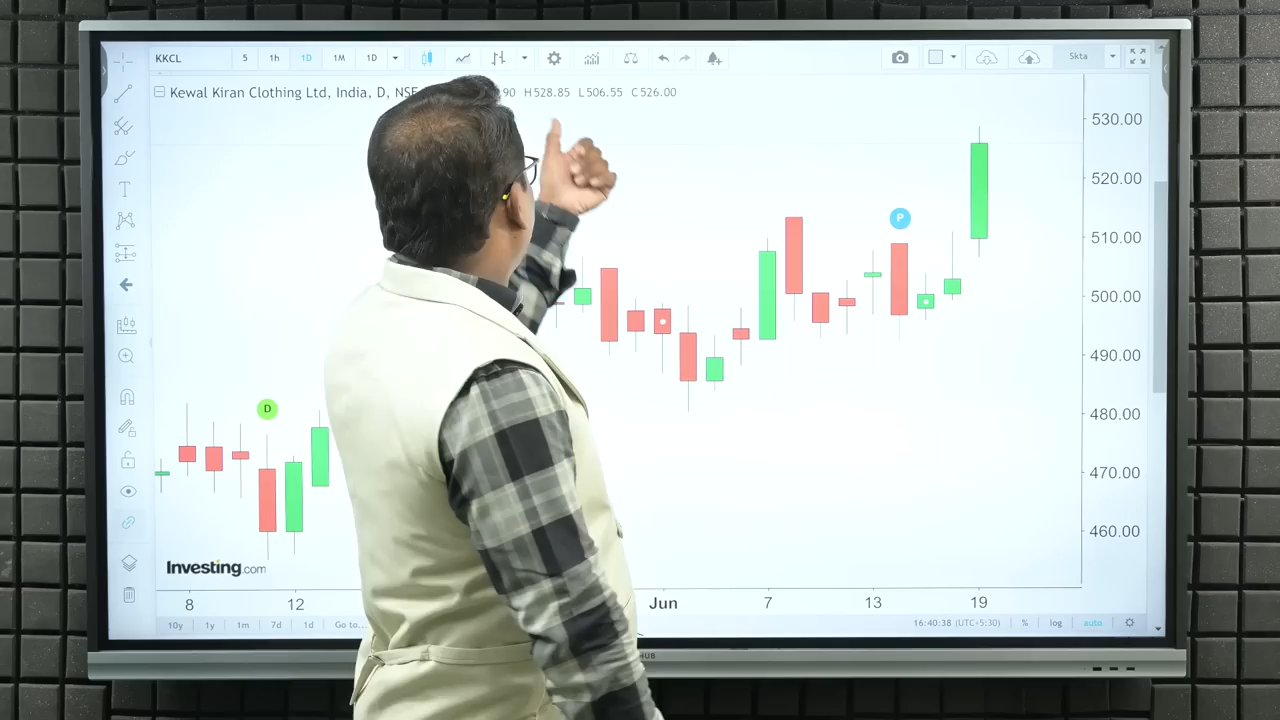 KKCL 5 1h 1D 1M 1D 5kta
Kewal Kiran Clothing Ltd, India, D, NSE 90 H528.85 L506.55 C526.00
530.00
520.00
P
510.00
500.00
490.00
D
480.00
470.00
460.00
Investing.com
8 12 Jun 7 13 19
10y 1y 1m 7d 1d Go to... 16:40:38 (UTC+5:30) % log auto
HUB